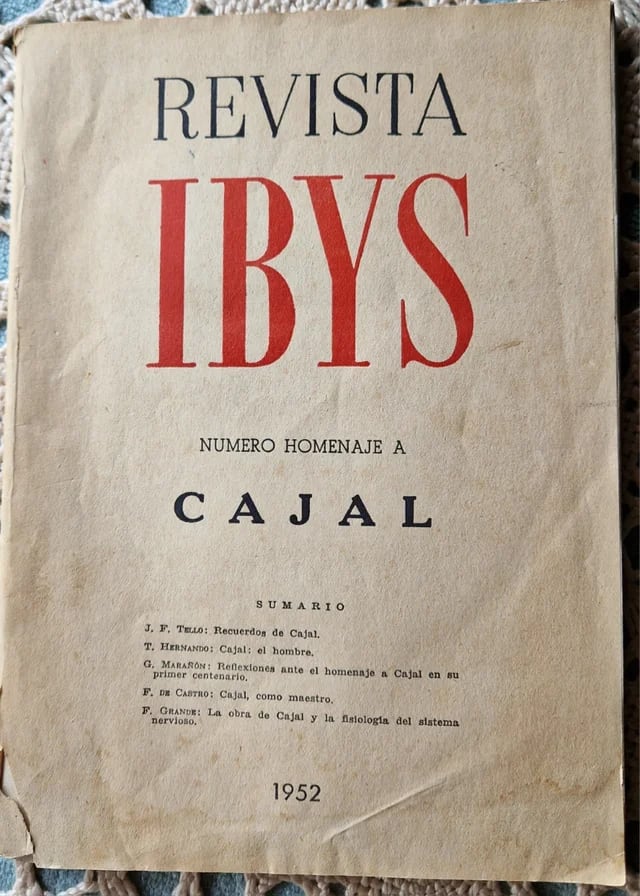 REVISTA
IBYS
NUMERO HOMENAJE A
CAJAL
SUMARIO
J. F. TELLO: Recuerdos de Cajal.
T. HERNANDO: Cajal: el hombre.
G. MARAÑÓN: Reflexiones ante el homenaje a Cajal en su
primer centenario.
F. DE CASTRO: Cajal, como maestro.
F. GRANDE: La obra de Cajal y la fisiología del sistema
nervioso.
1952